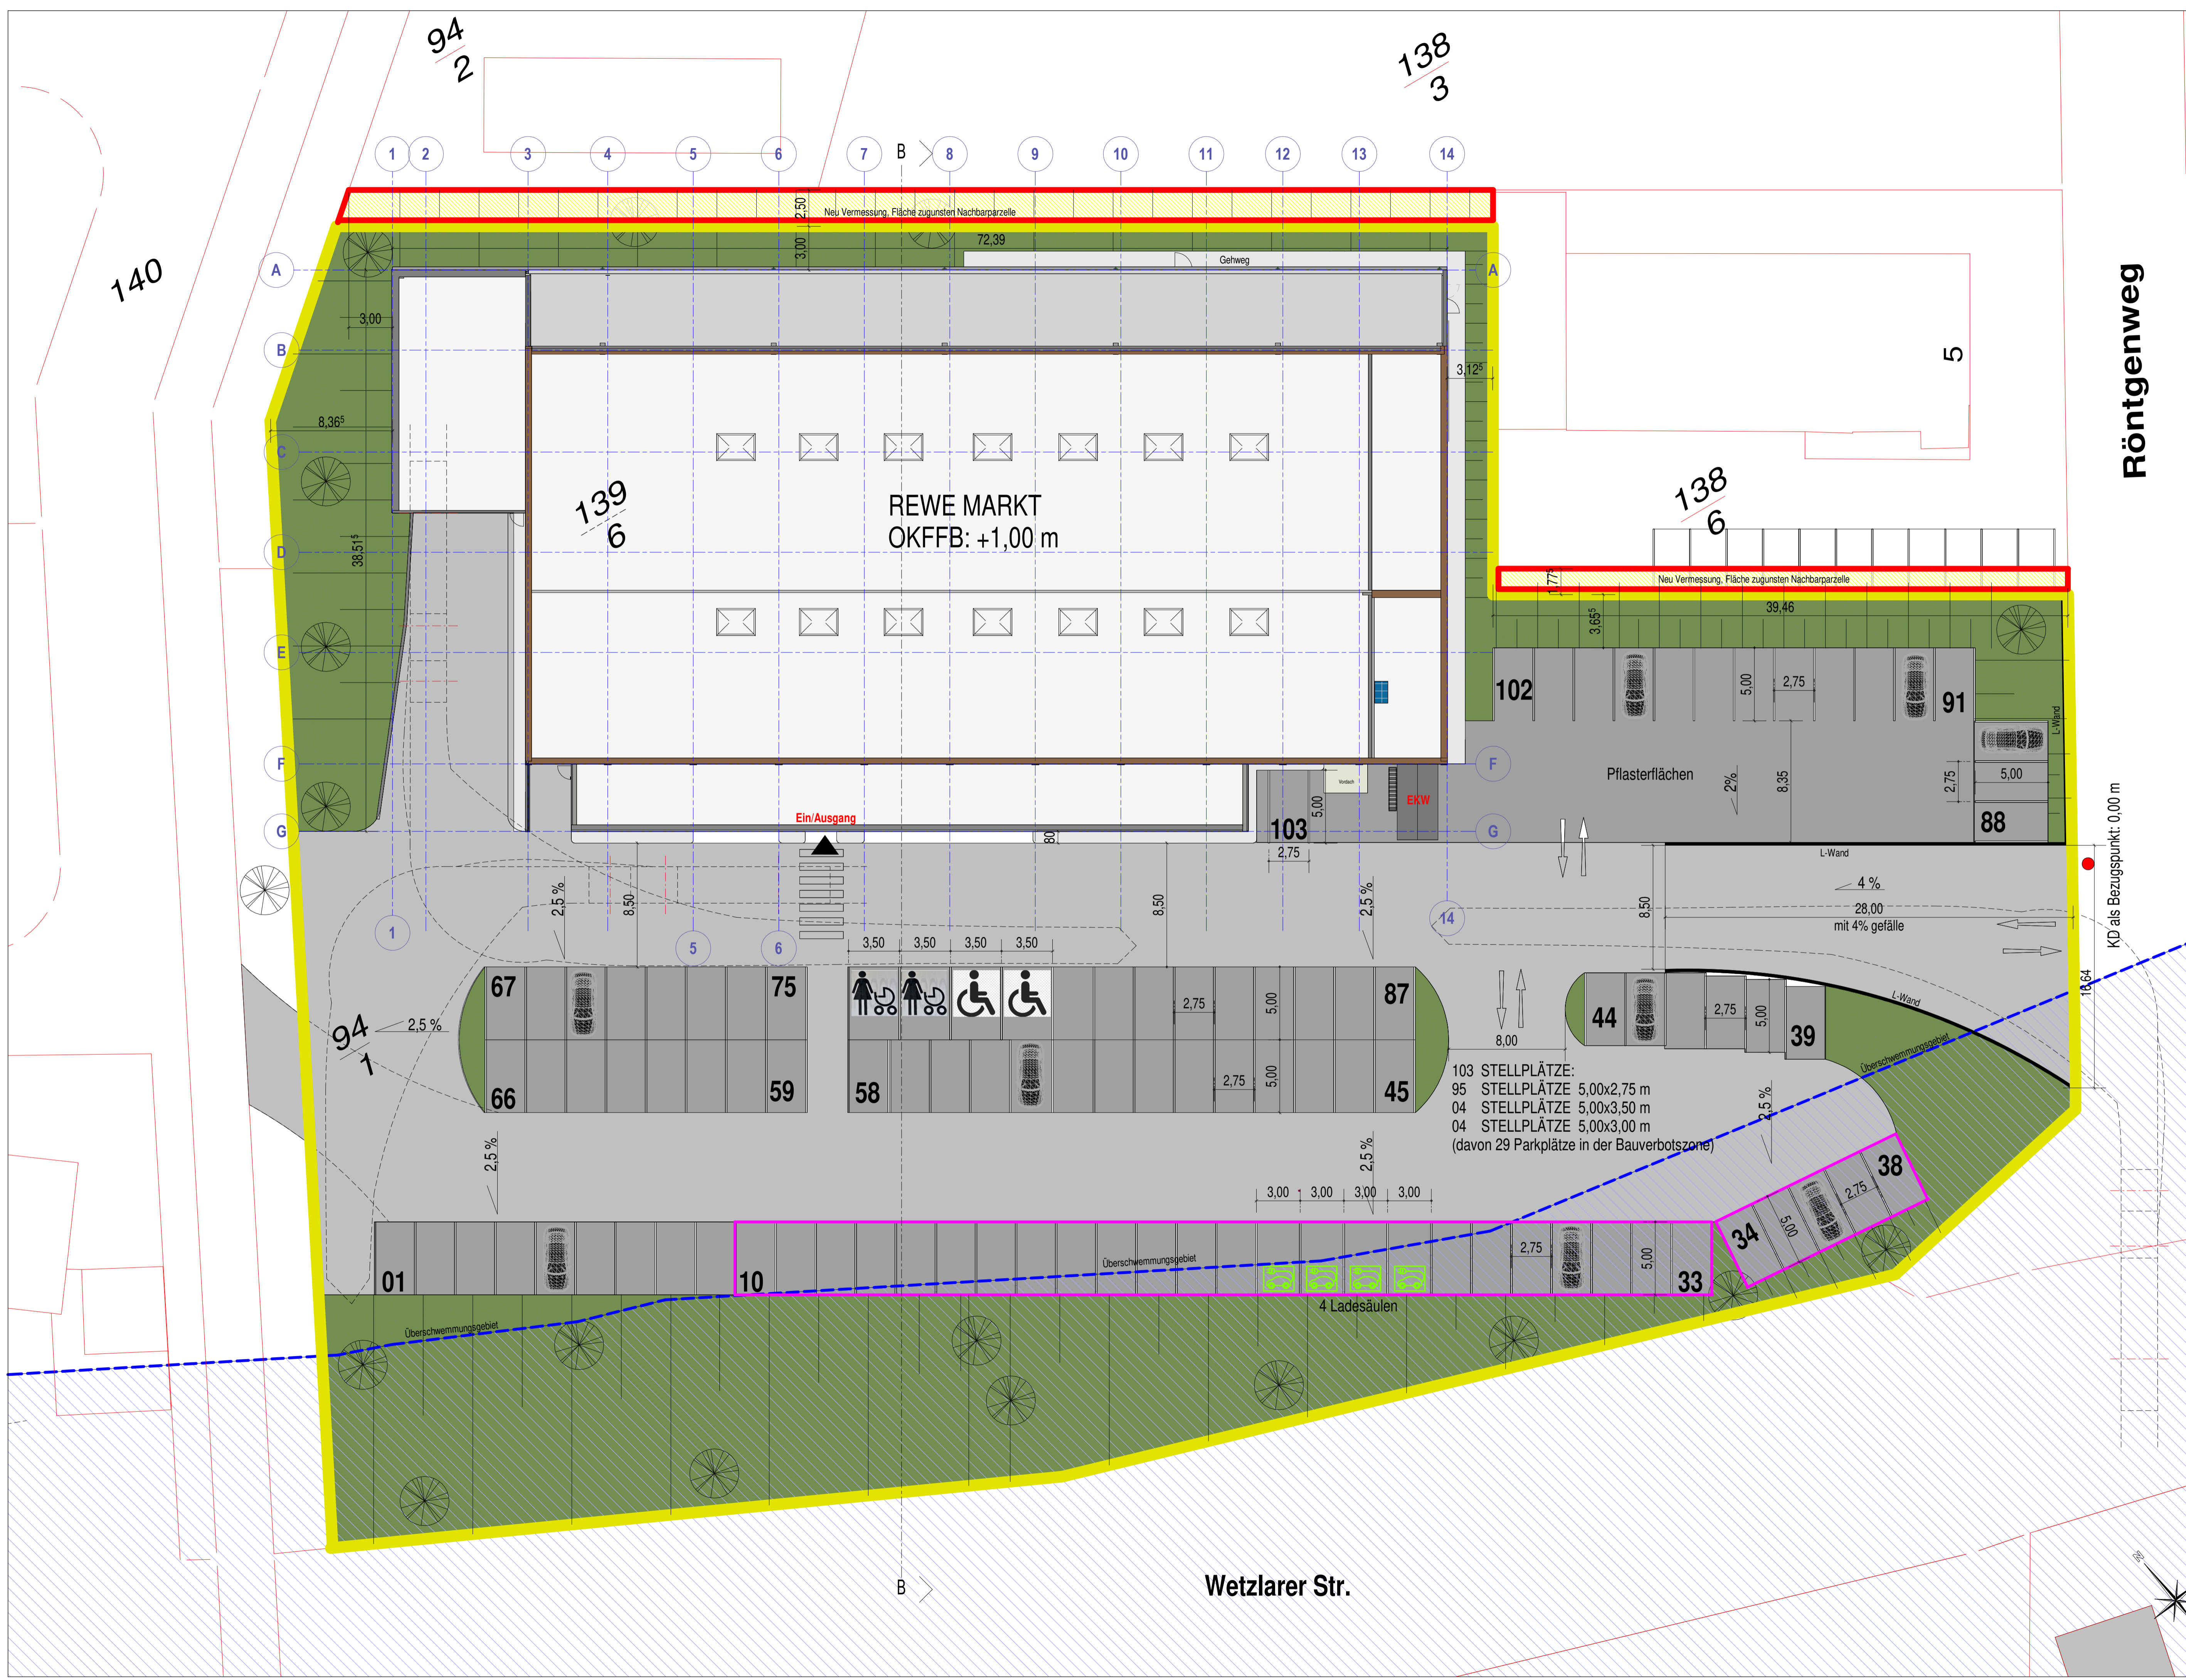 94
2
138
3
1
2
3
4
5
6
7
B
8
9
10
11
12
13
14
2,50
Neu Vermessung, Fläche zugunsten Nachbarparzelle
3,00
72,39
Gehweg
A
A
140
Röntgenweg
3,00
B
5
3,12⁵
8,36⁵
C
138
6
139
6
REWE MARKT
OKFFB: +1,00 m
38,51⁵
D
1,77⁵
Neu Vermessung, Fläche zugunsten Nachbarparzelle
39,46
3,65⁵
E
102
5,00
2,75
91
L-Wand
F
F
Vordach
Pflasterflächen
2%
8,35
2,75
5,00
EKW
5,00
Ein/Ausgang
103
88
G
G
80
2,75
KD als Bezugspunkt: 0,00 m
L-Wand
4 %
2,5 %
8,50
8,50
2,5 %
8,50
28,00
mit 4% gefälle
1
5
6
14
3,50
3,50
3,50
3,50
16,64
67
75
87
2,75
5,00
44
2,75
5,00
39
L-Wand
94
1
2,5 %
8,00
Überschwemmungsgebiet
66
59
58
2,75
5,00
45
103 STELLPLÄTZE:
95 STELLPLÄTZE 5,00x2,75 m
04 STELLPLÄTZE 5,00x3,50 m
04 STELLPLÄTZE 5,00x3,00 m
(davon 29 Parkplätze in der Bauverbotszone)
2,5 %
2,5 %
2,5 %
3,00
3,00
3,00
3,00
38
2,75
34
5,00
01
10
Überschwemmungsgebiet
2,75
5,00
33
4 Ladesäulen
Überschwemmungsgebiet
B
Wetzlarer Str.
N